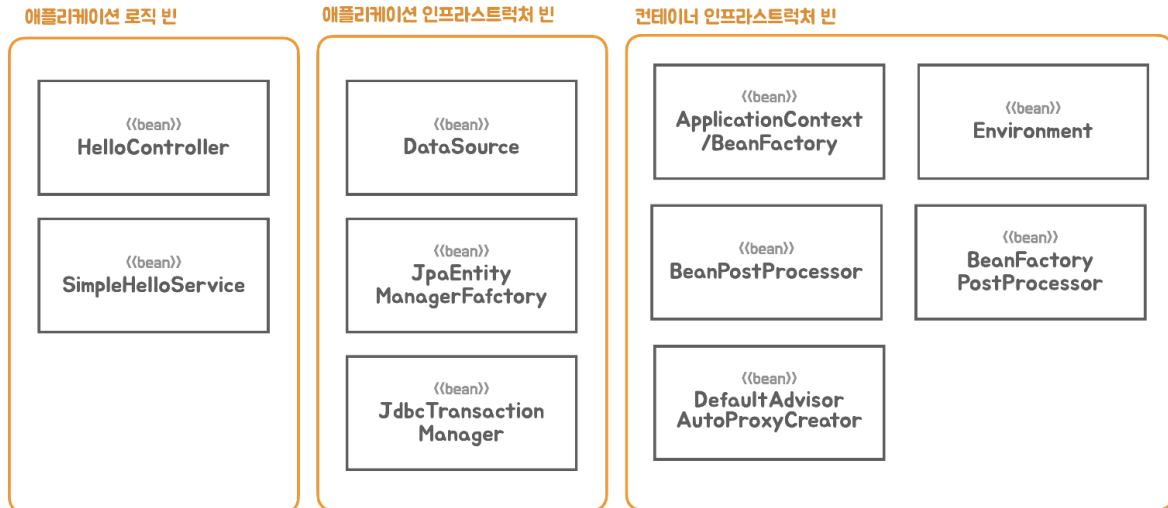 애플리케이션 로직 빈
애플리케이션 인프라스트럭처 빈
컨테이너 인프라스트럭처 빈
<<bean>>
HelloController
<<bean>>
SimpleHelloService
<<bean>>
DataSource
<<bean>>
JpaEntity
ManagerFafctory
<<bean>>
JdbcTransaction
Manager
<<bean>>
ApplicationContext
/BeanFactory
<<bean>>
Environment
<<bean>>
BeanPostProcessor
<<bean>>
BeanFactory
PostProcessor
<<bean>>
DefaultAdvisor
AutoProxyCreator